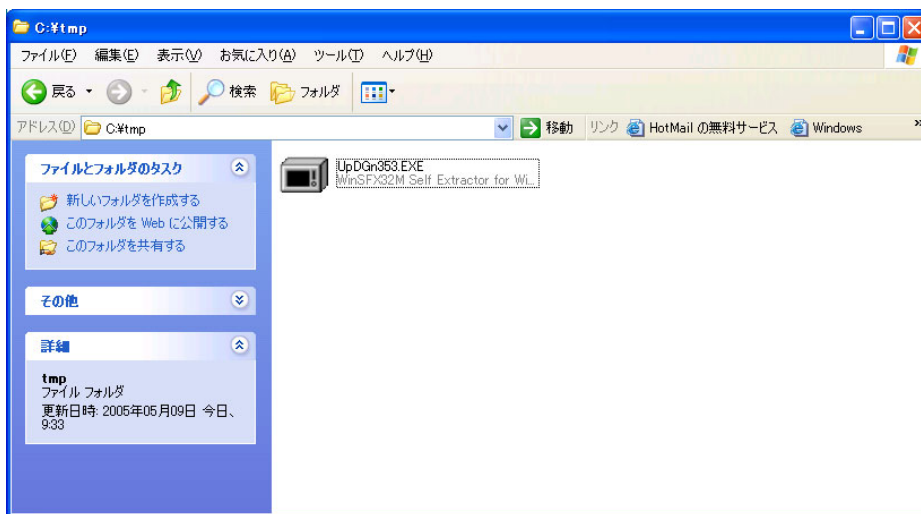 C:¥tmp
ファイル(F) 編集(E) 表示(V) お気に入り(A) ツール(T) ヘルプ(H)
戻る 検索 フォルダ
アドレス(D) C:¥tmp 移動 リンク HotMail の無料サービス Windows »
ファイルとフォルダのタスク
新しいフォルダを作成する
このフォルダを Web に公開する
このフォルダを共有する
その他
詳細
tmp
ファイル フォルダ
更新日時: 2005年05月09日 今日、
9:33
UpDGn353.EXE
WinSFX32M Self Extractor for Wi...